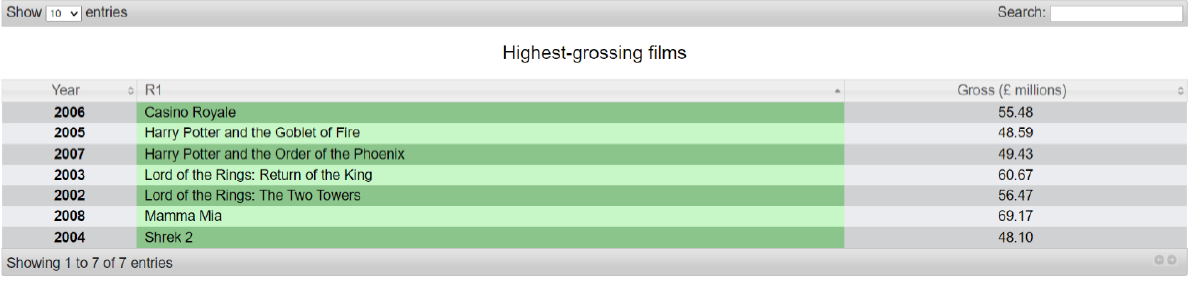 Show 10 entries Search:
Highest-grossing films
Year R1 Gross (£ millions)
2006 Casino Royale 55.48
2005 Harry Potter and the Goblet of Fire 48.59
2007 Harry Potter and the Order of the Phoenix 49.43
2003 Lord of the Rings: Return of the King 60.67
2002 Lord of the Rings: The Two Towers 56.47
2008 Mamma Mia 69.17
2004 Shrek 2 48.10
Showing 1 to 7 of 7 entries